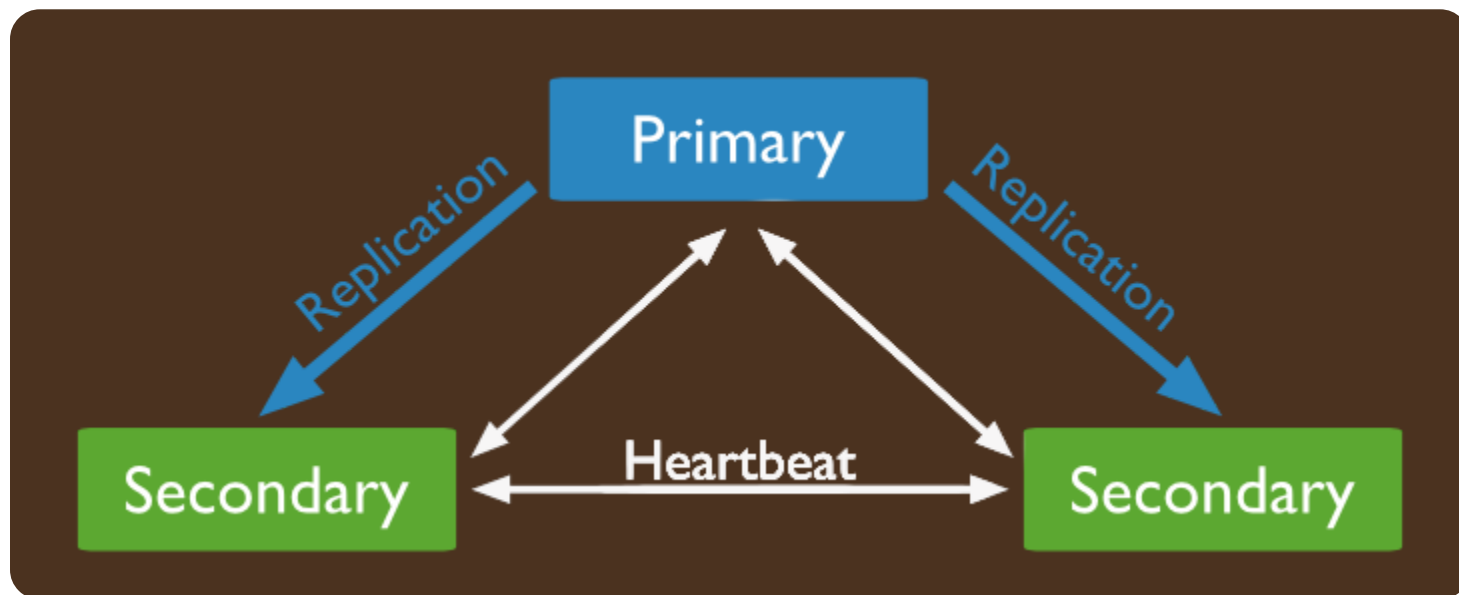 Primary
Replication
Replication
Heartbeat
Secondary
Secondary